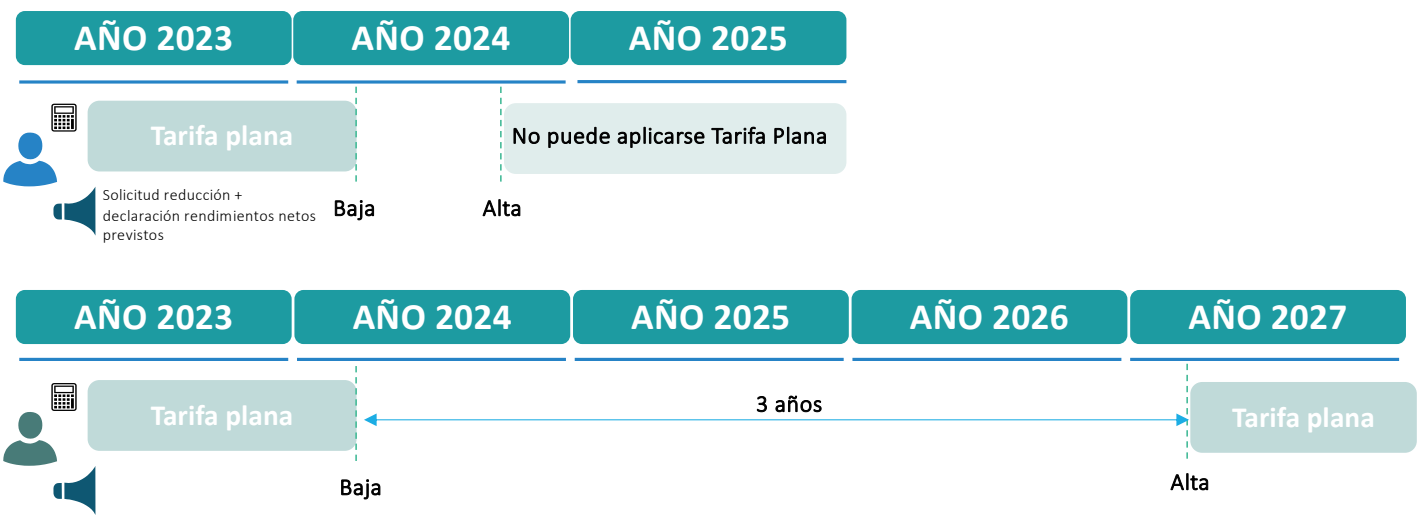 AÑO 2023
AÑO 2024
AÑO 2025
Tarifa plana
No puede aplicarse Tarifa Plana
Solicitud reducción +
declaración rendimientos netos
previstos
Baja
Alta
AÑO 2023
AÑO 2024
AÑO 2025
AÑO 2026
AÑO 2027
Tarifa plana
3 años
Tarifa plana
Baja
Alta